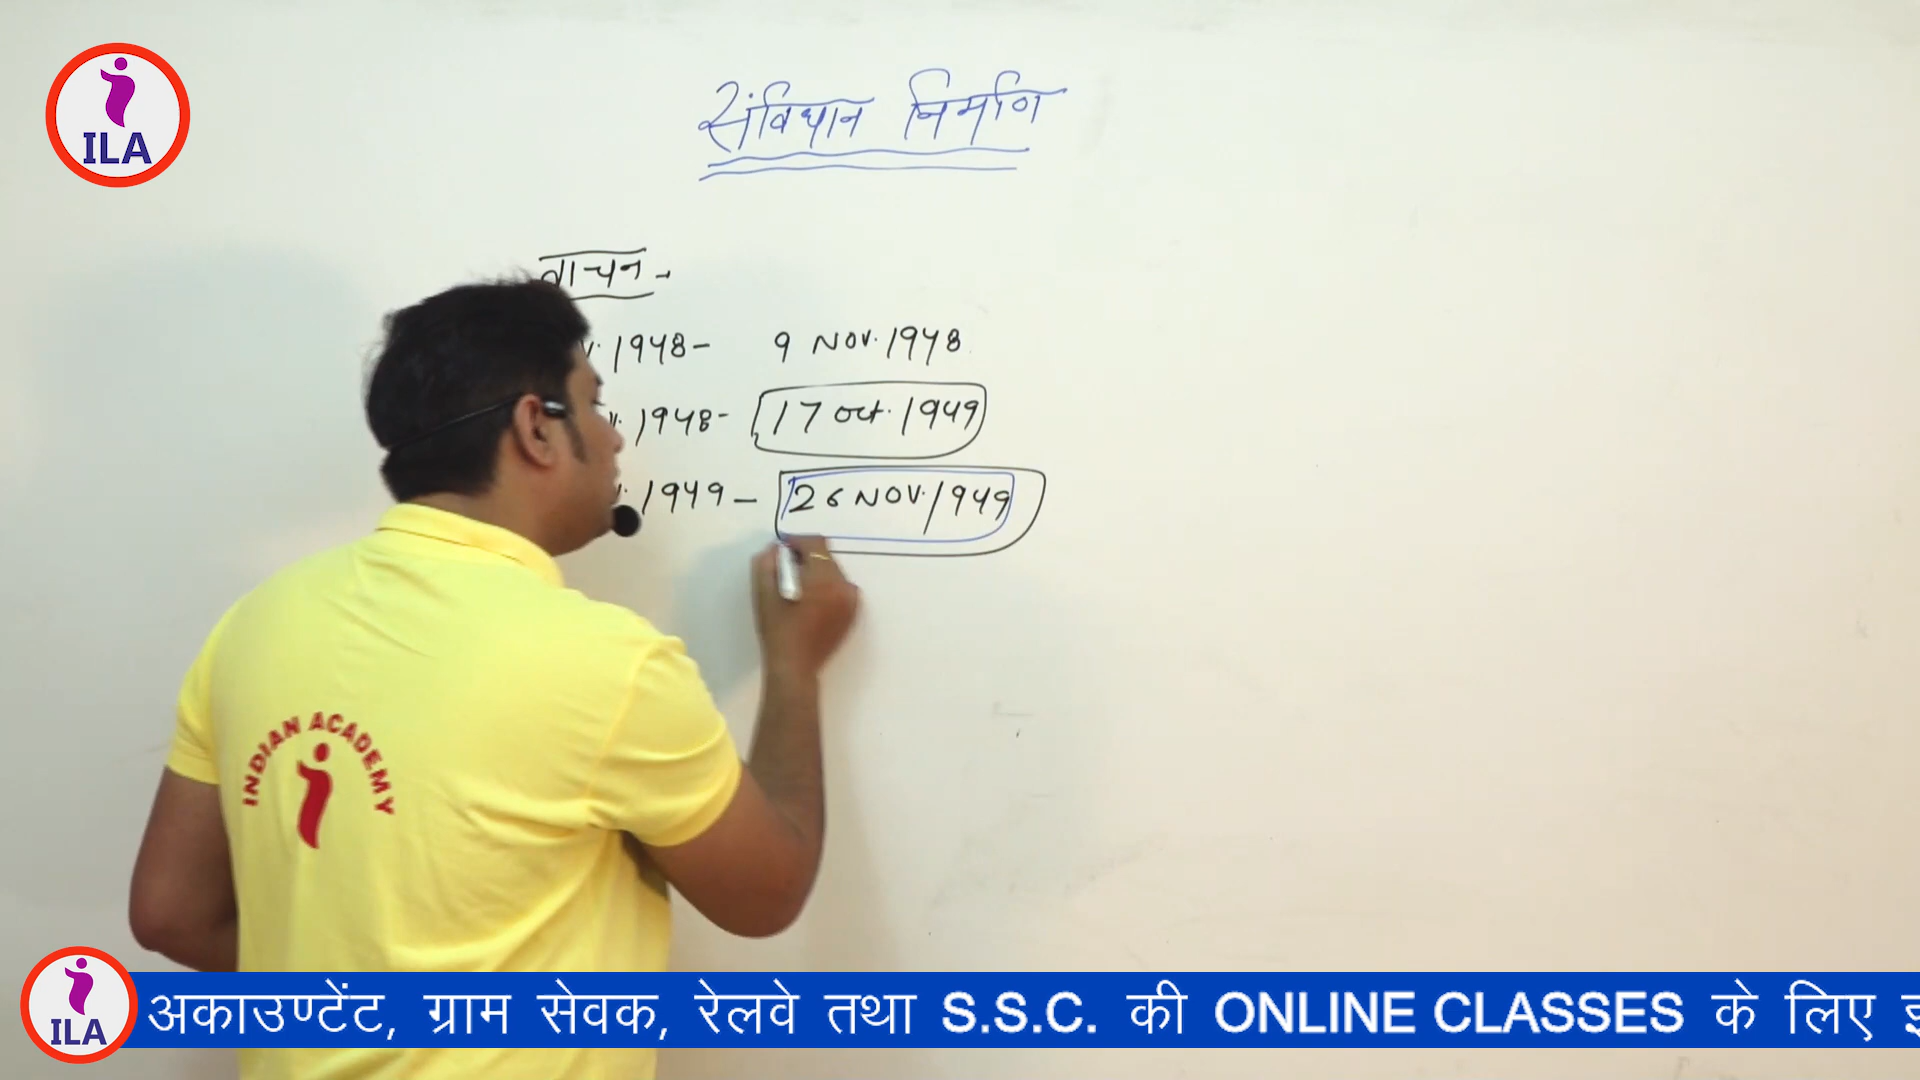 ILA
संविधान निर्माण
वाचन -
1948 - 9 NOV. 1948
1948 - 17 Oct. 1949
1949 - 26 NOV. 1949
INDIAN ACADEMY
ILA
अकाउण्टेंट, ग्राम सेवक, रेलवे तथा S.S.C. की ONLINE CLASSES के लिए